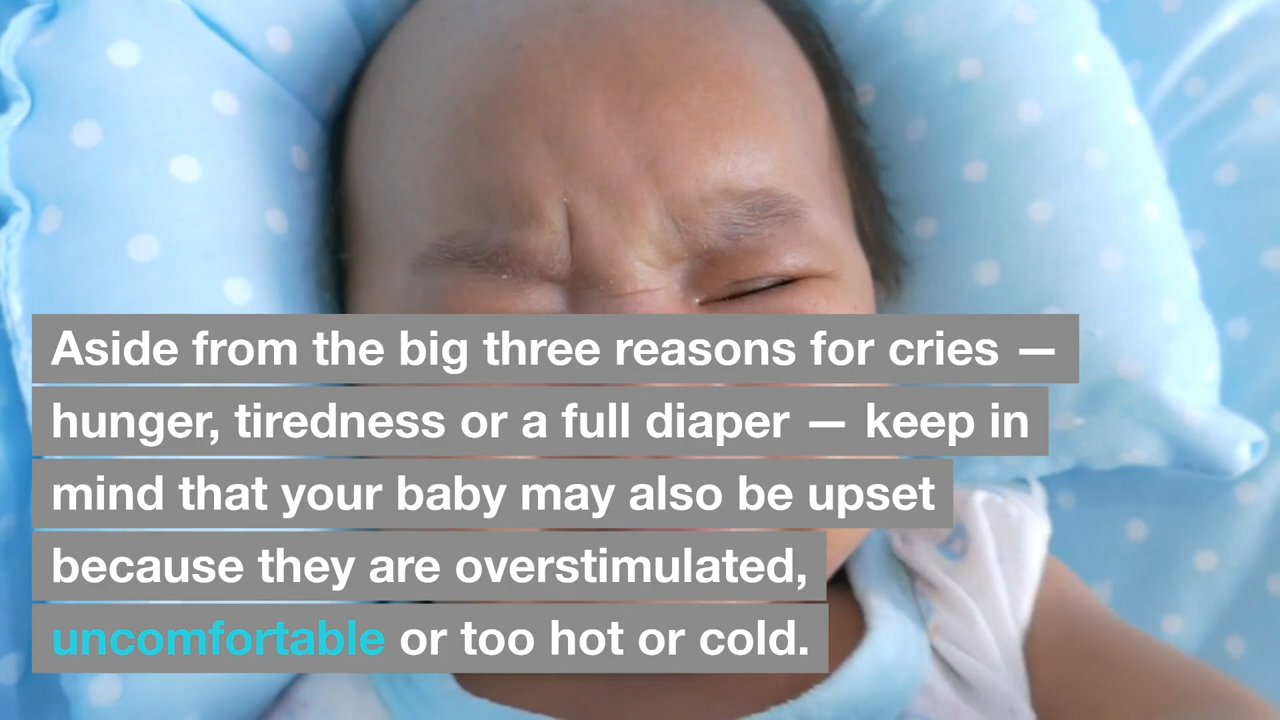 Aside from the big three reasons for cries —
hunger, tiredness or a full diaper — keep in
mind that your baby may also be upset
because they are overstimulated,
uncomfortable or too hot or cold.